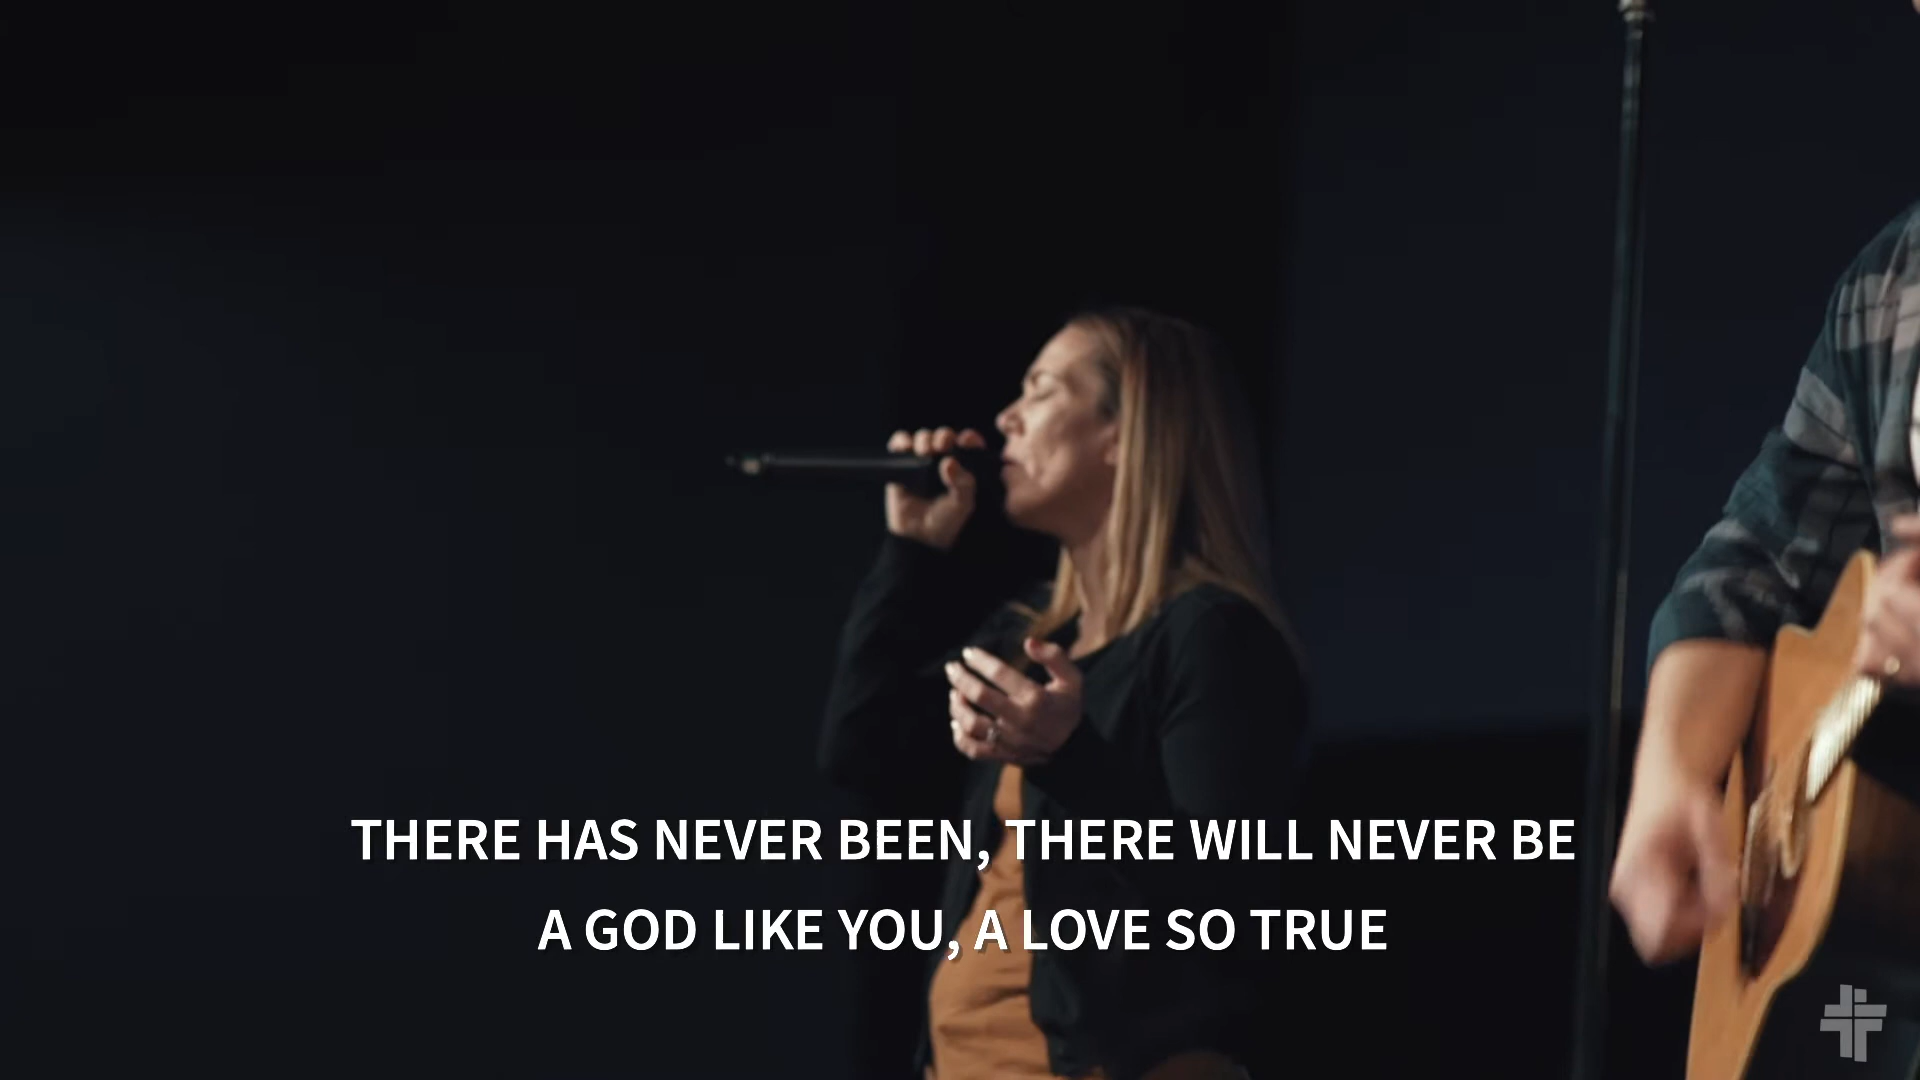 THERE HAS NEVER BEEN, THERE WILL NEVER BE
A GOD LIKE YOU, A LOVE SO TRUE